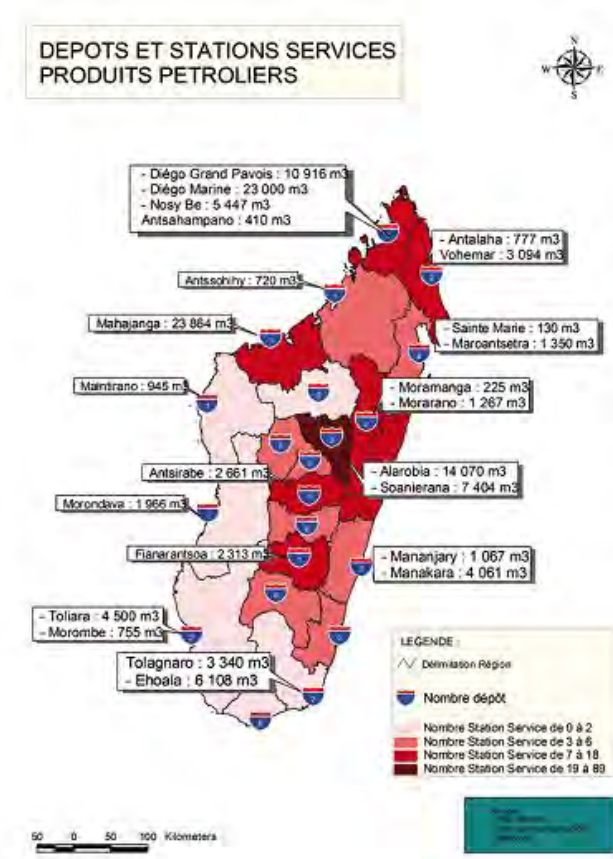 DEPOTS ET STATIONS SERVICES
PRODUITS PETROLIERS
N
W E
S
- Diégo Grand Pavois : 10 916 m3
- Diégo Marine : 23 000 m3
- Nosy Be : 5 447 m3
Antsahampano : 410 m3
- Antalaha : 777 m3
Vohemar : 3 094 m3
Antssohihy : 720 m3
Mahajanga : 23 864 m3
- Sainte Marie : 130 m3
- Maroantsetra : 1 350 m3
Maintirano : 945 m3
- Moramanga : 225 m3
- Morarano : 1 267 m3
Antsirabe : 2 661 m3
- Alarobia : 14 070 m3
- Soanierana : 7 404 m3
Morondava : 1 966 m3
Fianarantsoa : 2 313 m3
- Mananjary : 1 067 m3
- Manakara : 4 061 m3
- Toliara : 4 500 m3
- Morombe : 755 m3
Tolagnaro : 3 340 m3
- Ehoala : 6 108 m3
LEGENDE :
Délimitation Région
Nombre dépôt
Nombre Station Service de 0 à 2
Nombre Station Service de 3 à 6
Nombre Station Service de 7 à 18
Nombre Station Service de 19 à 89
50 0 50 100 Kilometers